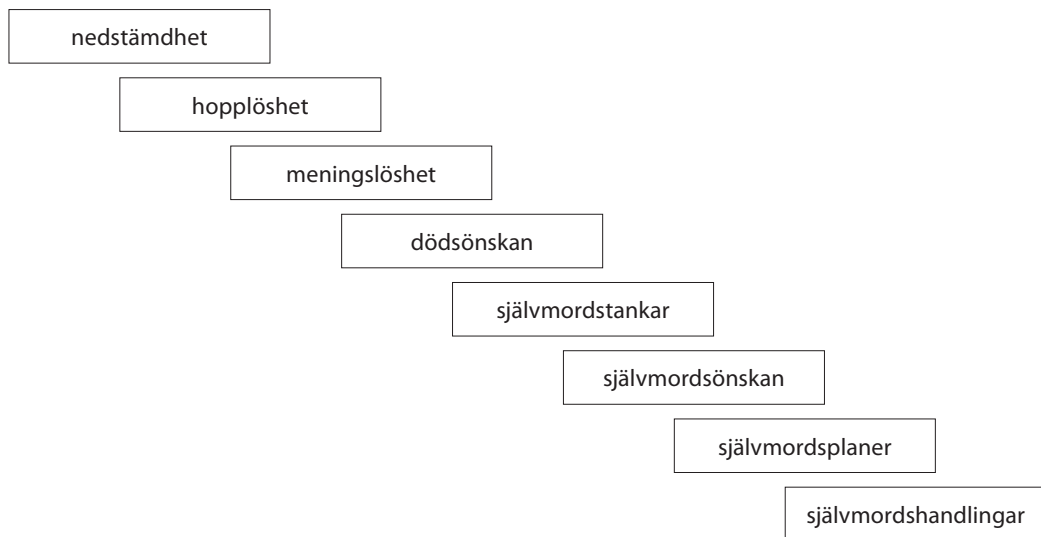 nedstämdhet
hopplöshet
meningslöshet
dödsönskan
självmordstankar
självmordsönskan
självmordsplaner
självmordshandlingar